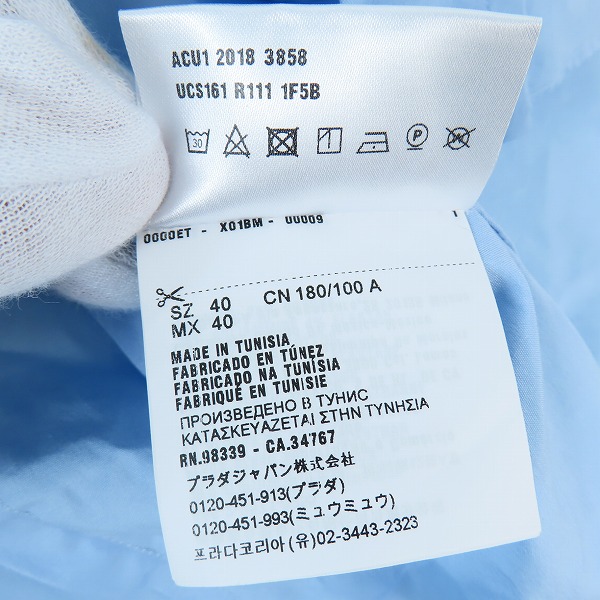 ACU1 2018 3858
UCS161 R111 1F5B
30
P
0000ET - X01BM - 00009
SZ 40 CN 180/100 A
MX 40
MADE IN TUNISIA
FABRICADO EN TÚNEZ
FABRICADO NA TUNÍSIA
FABRIQUÉ EN TUNISIE
ПРОИЗВЕДЕНО В ТУНИС
ΚΑΤΑΣΚΕΥΑΖΕΤΑΙ ΣΤΗΝ ΤΥΝΗΣΙΑ
RN.98339 - CA.34767
プラダジャパン株式会社
0120-451-913(プラダ)
0120-451-993(ミュウミュウ)
프라다코리아(유)02-3443-2323